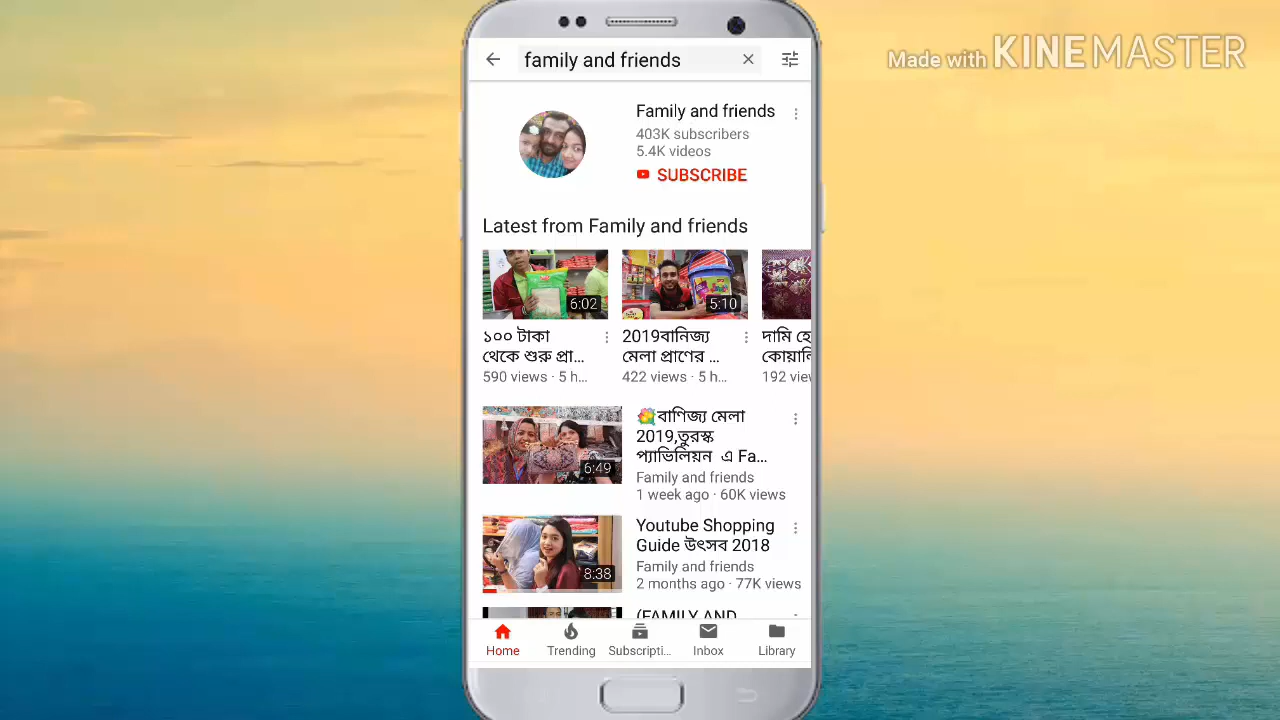 Made with KINEMASTER
family and friends
Family and friends
403K subscribers
5.4K videos
SUBSCRIBE
Latest from Family and friends
6:02
5:10
১০০ টাকা
থেকে শুরু প্রা...
590 views · 5 h...
2019বানিজ্য
মেলা প্রাণের ...
422 views · 5 h...
দামি হে
কোয়ালি
192 vie
6:49
বাণিজ্য মেলা
2019,তুরস্ক
প্যাভিলিয়ন এ Fa...
Family and friends
1 week ago · 60K views
8:38
Youtube Shopping
Guide উৎসব 2018
Family and friends
2 months ago · 77K views
(FAMILY AND
Home
Trending
Subscripti...
Inbox
Library